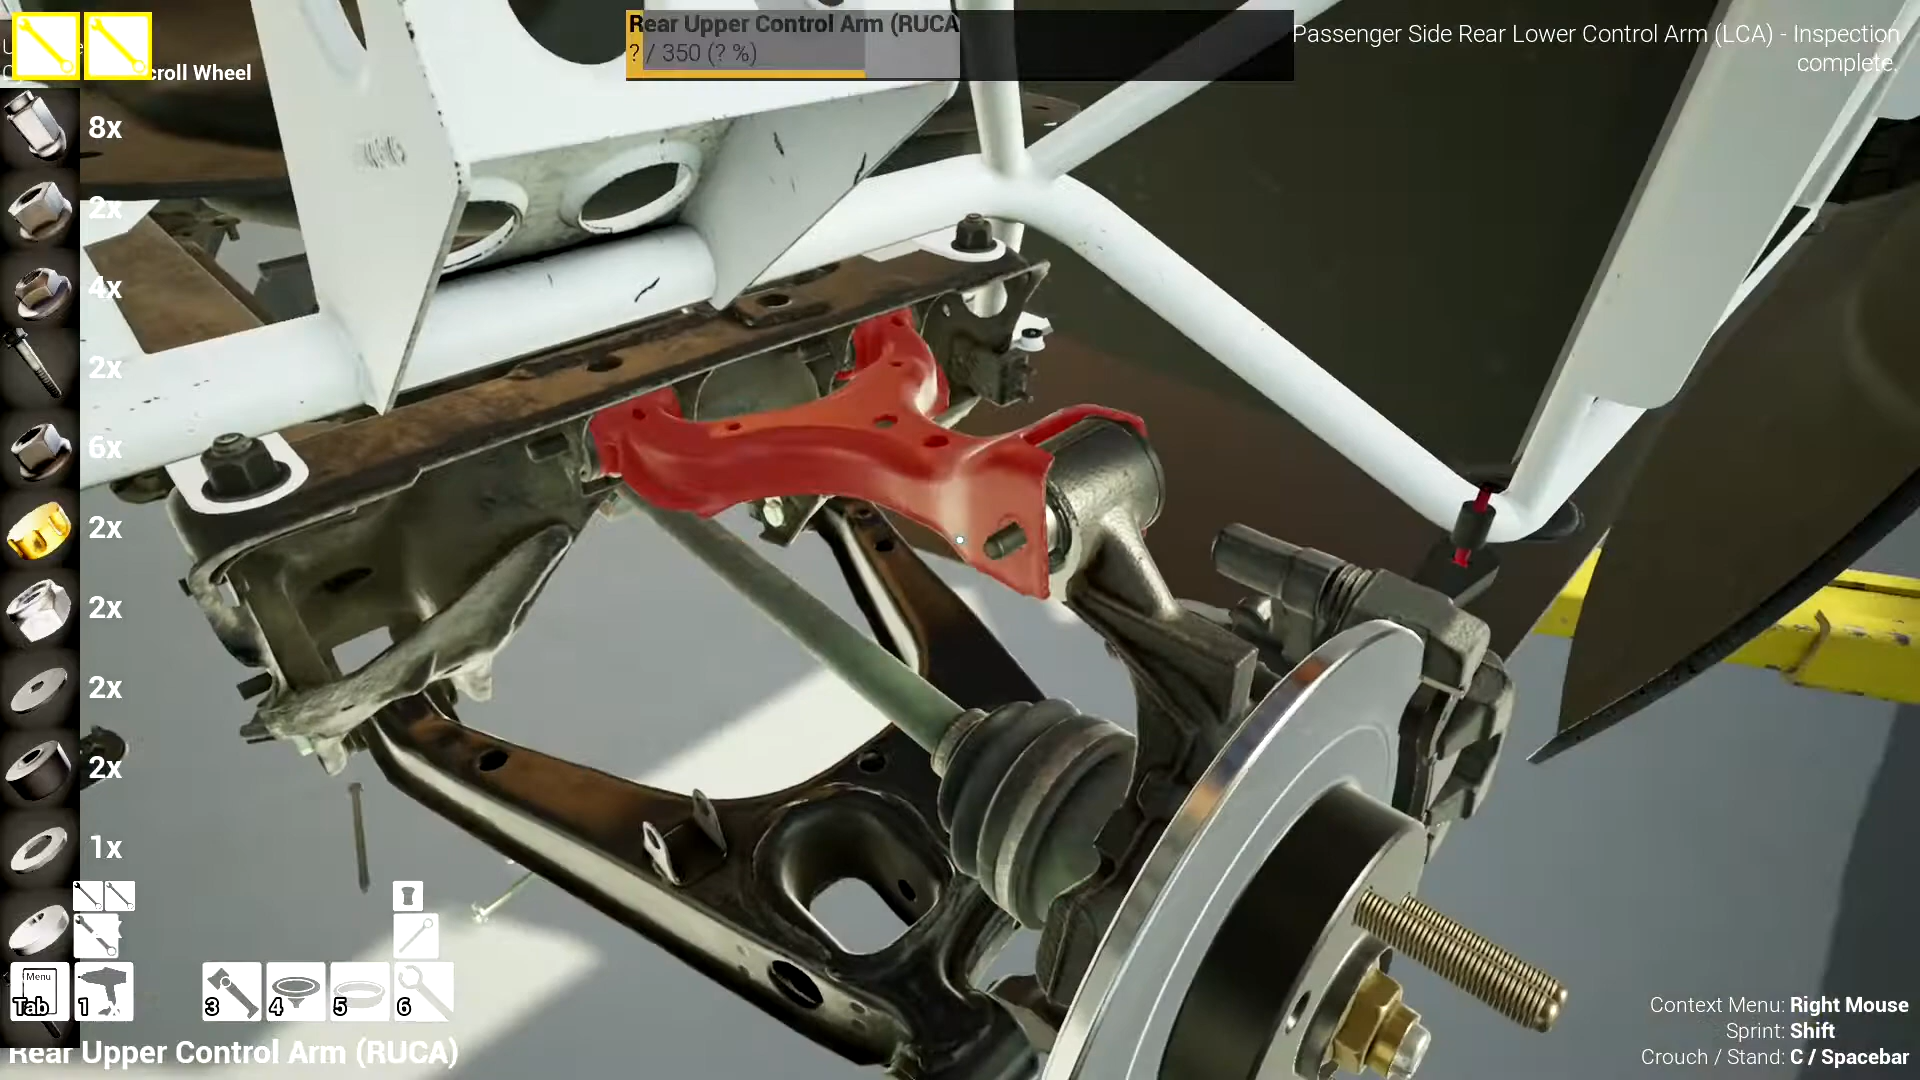 Rear Upper Control Arm (RUCA
? / 350 (? %)
Passenger Side Rear Lower Control Arm (LCA) - Inspection
complete.
croll Wheel
8x
2x
4x
2x
6x
2x
2x
2x
2x
1x
Menu
Tab
1
3
4
5
6
Rear Upper Control Arm (RUCA)
Context Menu: Right Mouse
Sprint: Shift
Crouch / Stand: C / Spacebar